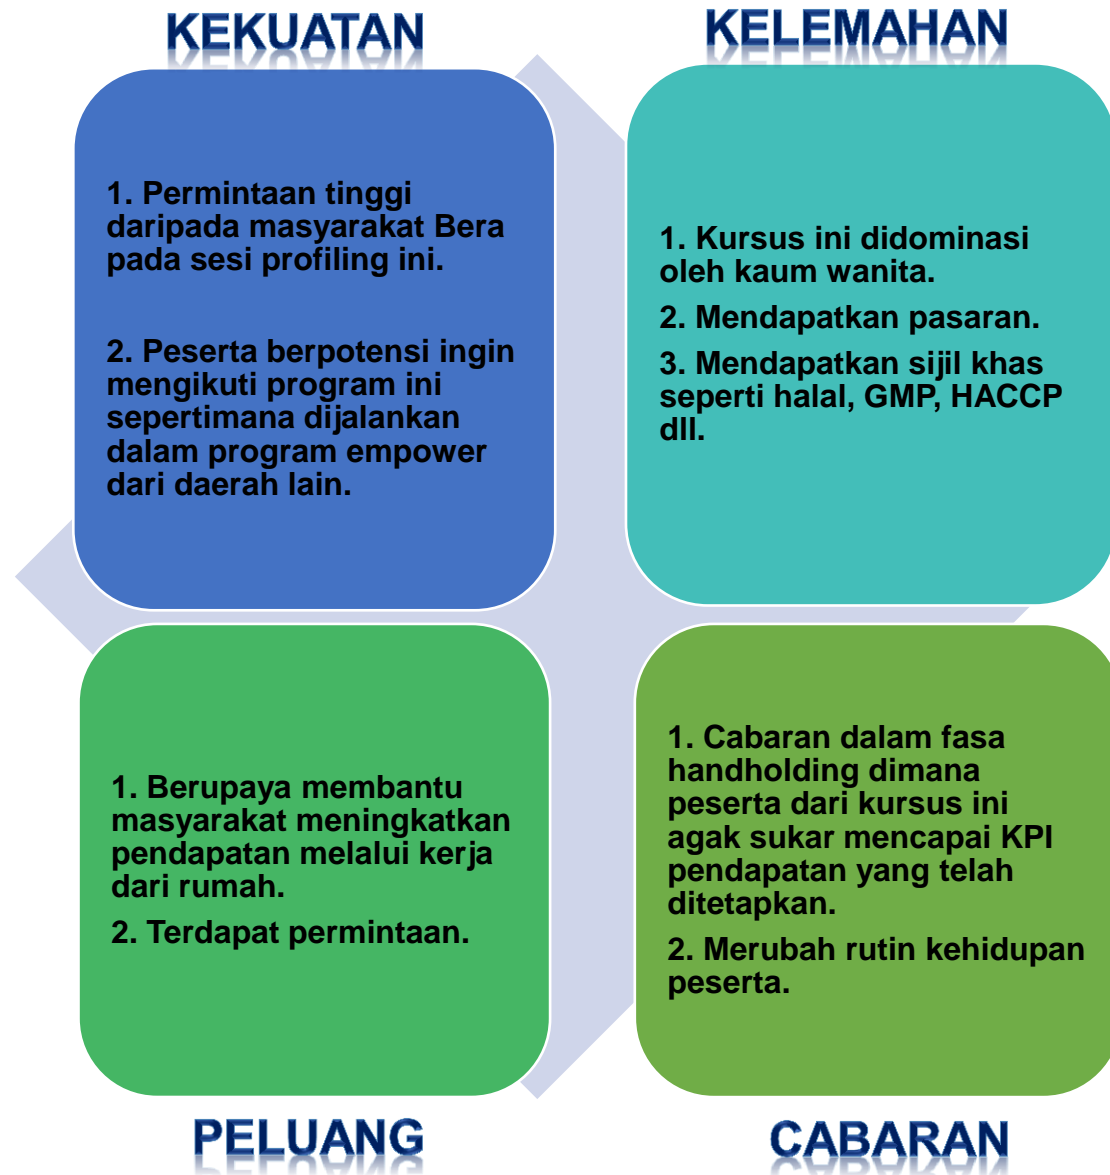 KEKUATAN
1. Permintaan tinggi
daripada masyarakat Bera
pada sesi profiling ini.
2. Peserta berpotensi ingin
mengikuti program ini
sepertimana dijalankan
dalam program empower
dari daerah lain.
KELEMAHAN
1. Kursus ini didominasi
oleh kaum wanita.
2. Mendapatkan pasaran.
3. Mendapatkan sijil khas
seperti halal, GMP, HACCP
dll.
1. Berupaya membantu
masyarakat meningkatkan
pendapatan melalui kerja
dari rumah.
2. Terdapat permintaan.
PELUANG
1. Cabaran dalam fasa
handholding dimana
peserta dari kursus ini
agak sukar mencapai KPI
pendapatan yang telah
ditetapkan.
2. Merubah rutin kehidupan
peserta.
CABARAN